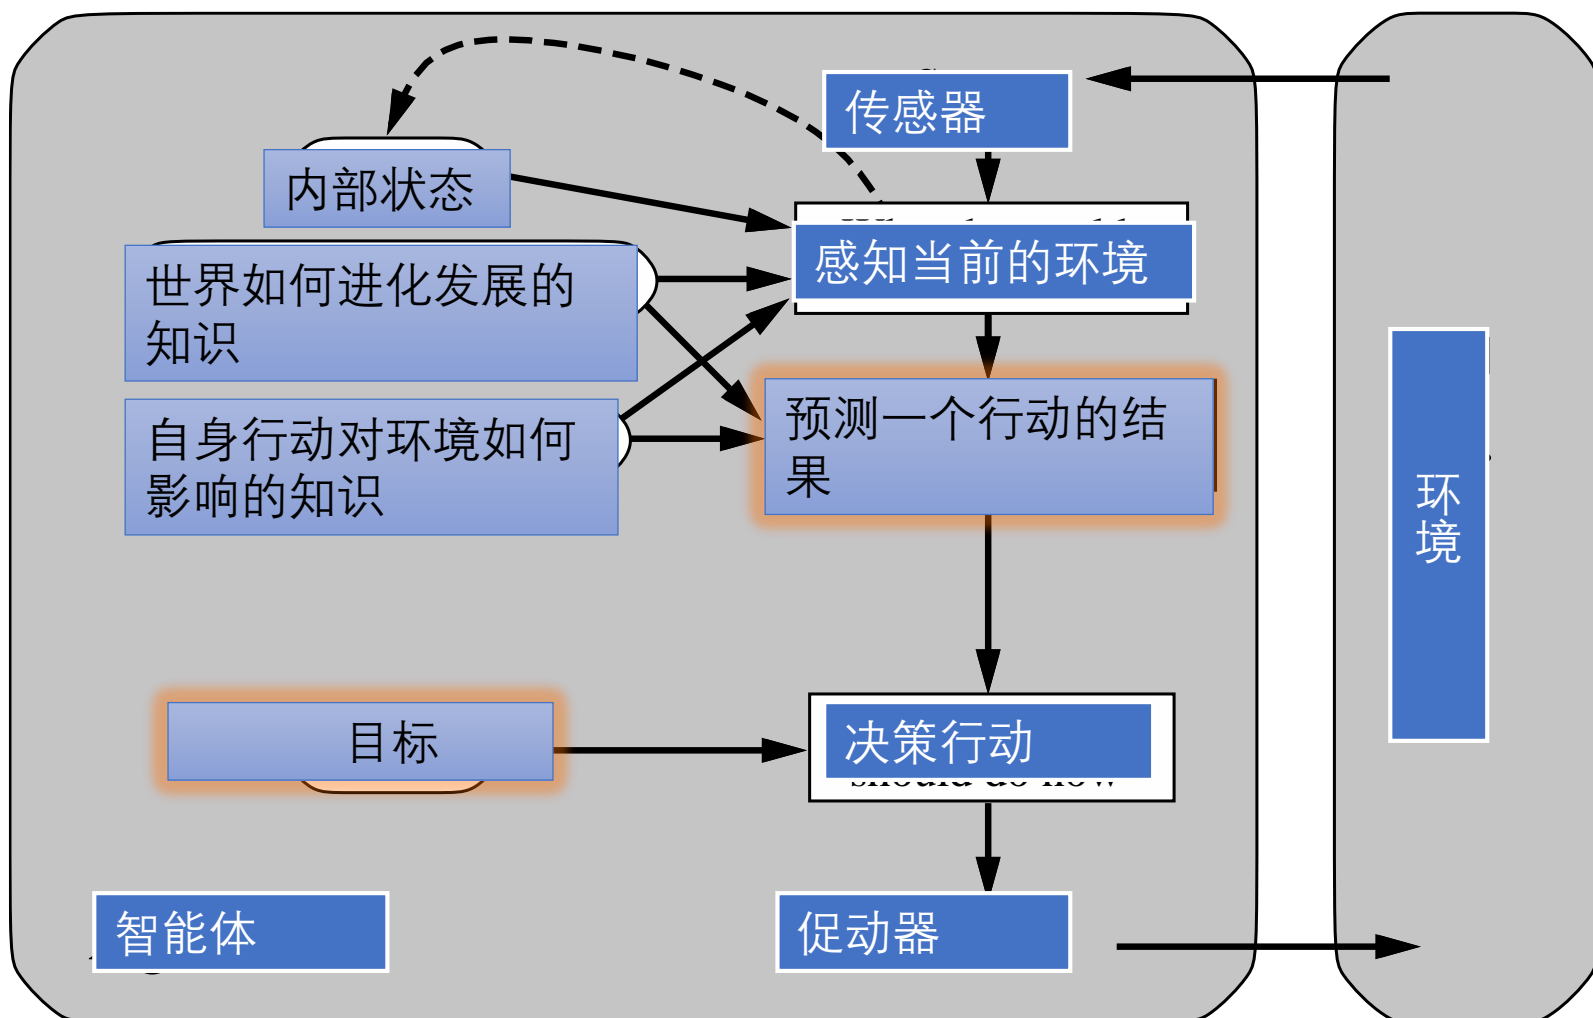 传感器
内部状态
感知当前的环境
世界如何进化发展的
知识
预测一个行动的结
果
自身行动对环境如何
影响的知识
环
境
目标
决策行动
智能体
促动器